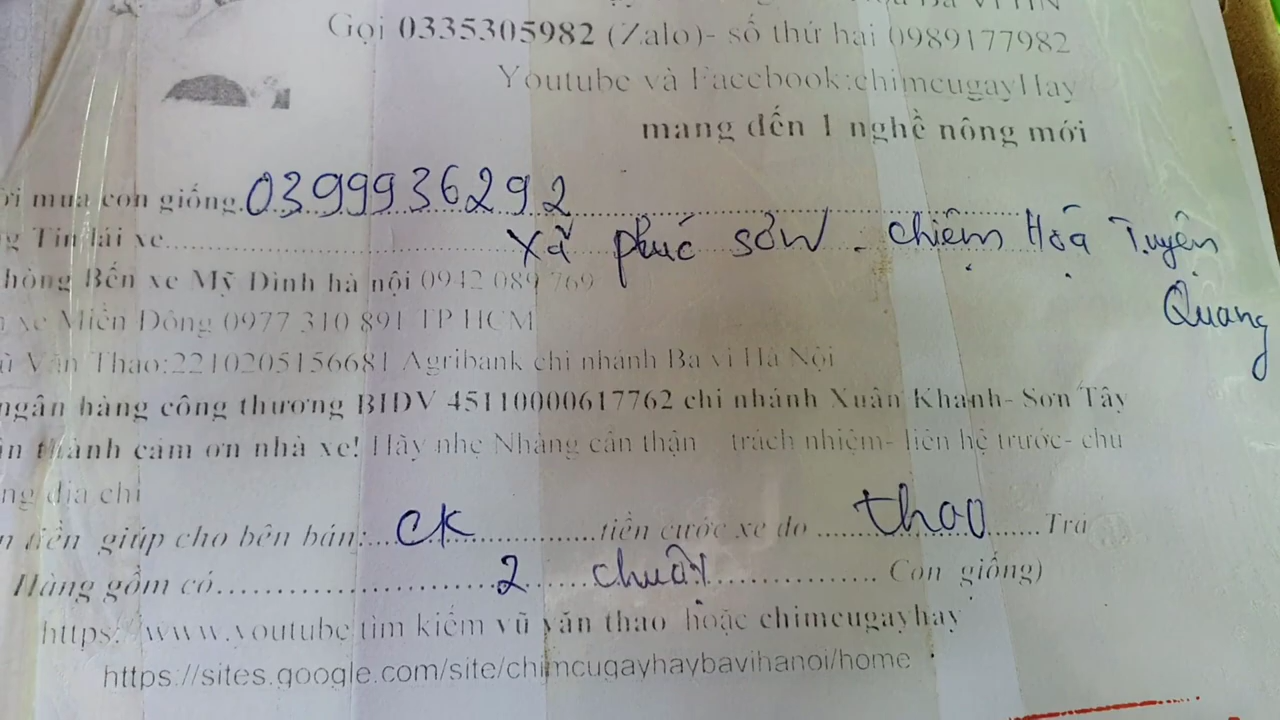 Gọi 0335305982 (Zalo)- số thứ hai 0989177982
Youtube và Facebook:chimcugayHay
mang đến 1 nghề nông mới
mua con giống.0399936292
Tin lái xe.......... xã phúc sơn - chiêm Hóa Tuyên
Quang
Bến xe Mỹ Đình hà nội 0942 089 769
xe Miền Đông 0977 310 891 TP HCM
Văn Thao:2210205156681 Agribank chi nhánh Ba vì Hà Nội
ngân hàng công thương BIDV 45110000617762 chi nhánh Xuân Khanh- Sơn Tây
thành cảm ơn nhà xe! Hãy nhẹ Nhàng cẩn thận trách nhiệm- liên hệ trước- chu
địa chỉ
tiền giúp cho bên bán:...CK..........tiền cước xe do ...thao......Trả
Hàng gồm có..........2 chuột.......... Con giống)
https://www.youtube tìm kiếm vũ văn thao hoặc chimcugayhay
https://sites.google.com/site/chimcugayhaybavihanoi/home